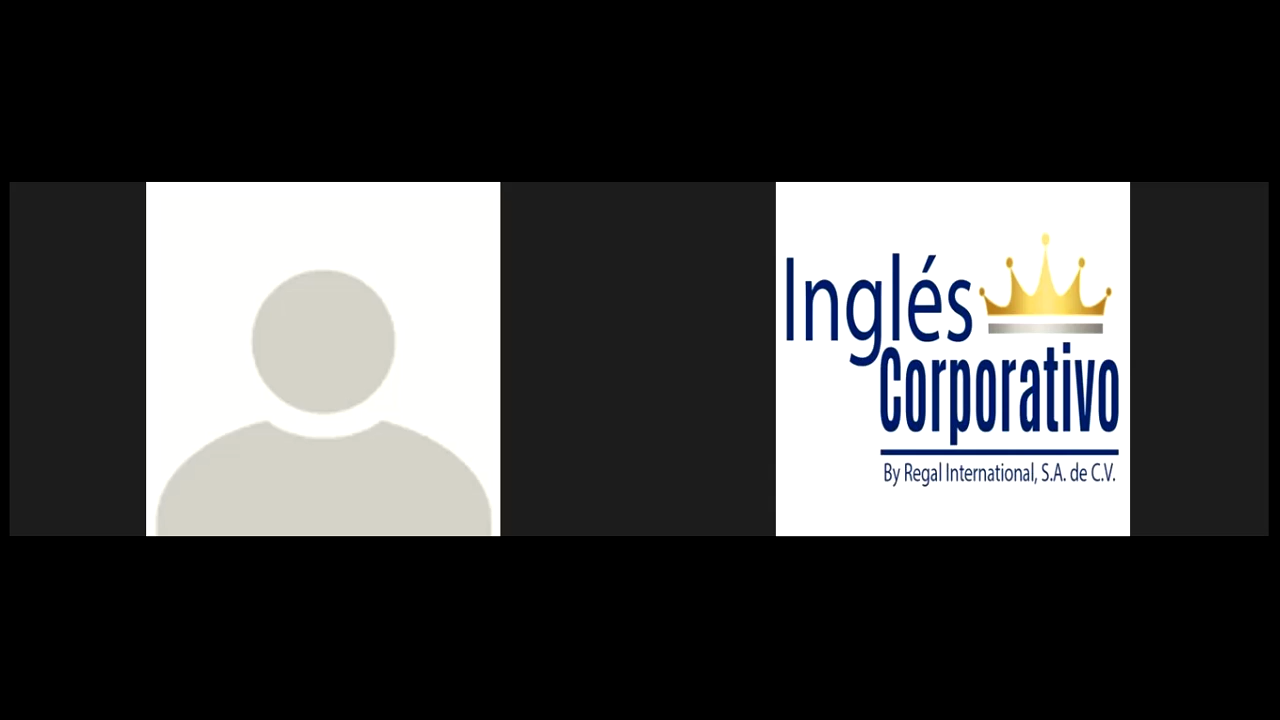 Inglés
Corporativo
By Regal International, S.A. de C.V.